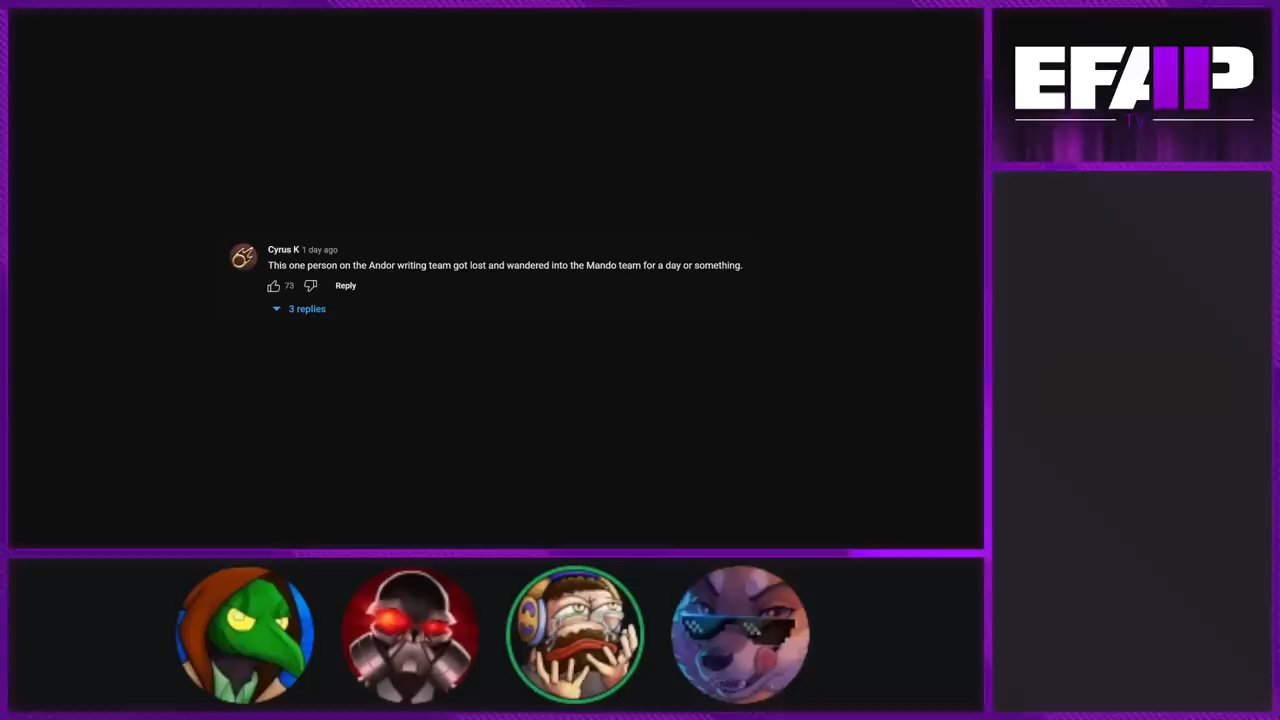 EFAP
TV
Cyrus K 1 day ago
This one person on the Andor writing team got lost and wandered into the Mando team for a day or something.
73 Reply
3 replies